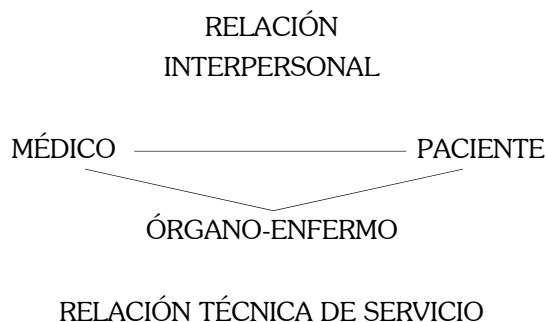 RELACIÓN
INTERPERSONAL
MÉDICO PACIENTE
ÓRGANO-ENFERMO
RELACIÓN TÉCNICA DE SERVICIO